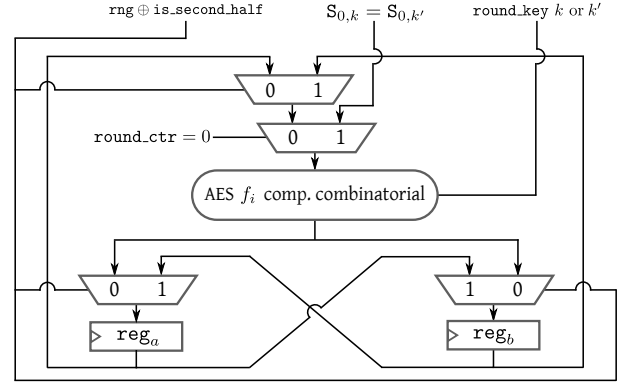 rng ⊕ is_second_half
S₀,ₖ = S₀,ₖ′
round_key k or k′
0 1
round_ctr = 0
0 1
AES fᵢ comp. combinatorial
0 1
1 0
regₐ
reg_b